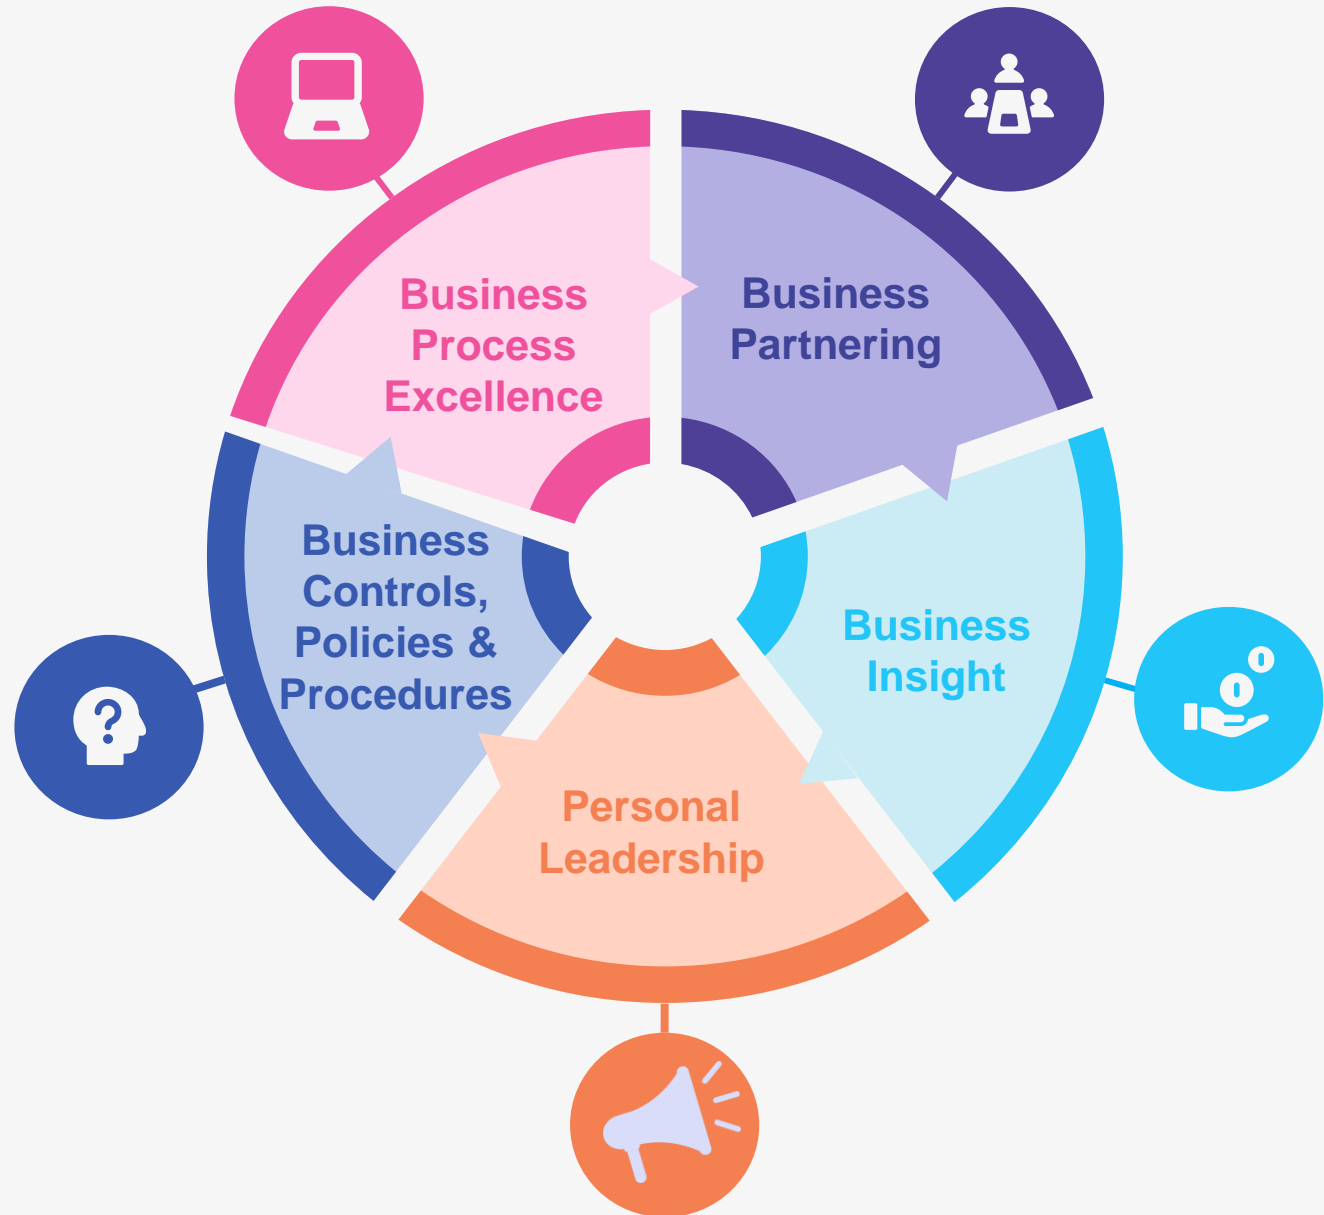 Business
Process
Excellence
Business
Partnering
Business
Controls,
Policies &
Procedures
Business
Insight
Personal
Leadership